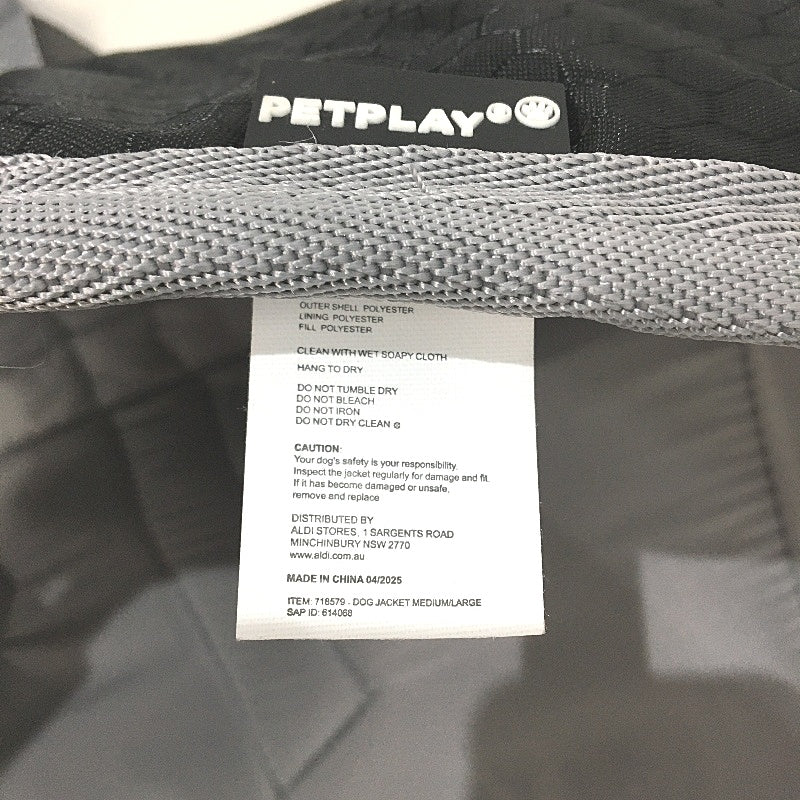 PETPLAY
OUTER SHELL POLYESTER
LINING POLYESTER
FILL POLYESTER
CLEAN WITH WET SOAPY CLOTH
HANG TO DRY
DO NOT TUMBLE DRY
DO NOT BLEACH
DO NOT IRON
DO NOT DRY CLEAN
CAUTION:
Your dog's safety is your responsibility.
Inspect the jacket regularly for damage and fit.
If it has become damaged or unsafe,
remove and replace
DISTRIBUTED BY
ALDI STORES, 1 SARGENTS ROAD
MINCHINBURY NSW 2770
www.aldi.com.au
MADE IN CHINA 04/2025
ITEM: 718579 - DOG JACKET MEDIUM/LARGE
SAP ID: 614068